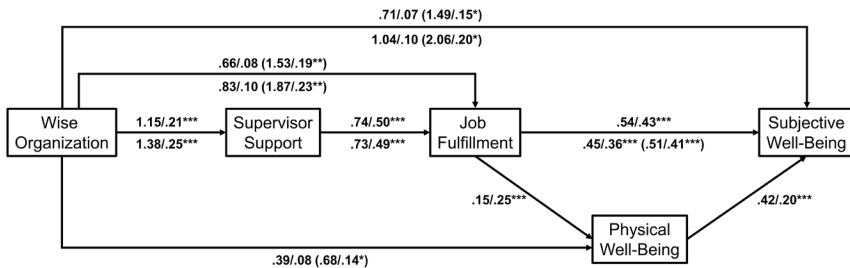 .71/.07 (1.49/.15*)
1.04/.10 (2.06/.20*)
.66/.08 (1.53/.19**)
.83/.10 (1.87/.23**)
Wise
Organization
1.15/.21***
1.38/.25***
Supervisor
Support
.74/.50***
.73/.49***
Job
Fulfillment
.54/.43***
.45/.36*** (.51/.41***)
Subjective
Well-Being
.15/.25***
.42/.20***
Physical
Well-Being
.39/.08 (.68/.14*)